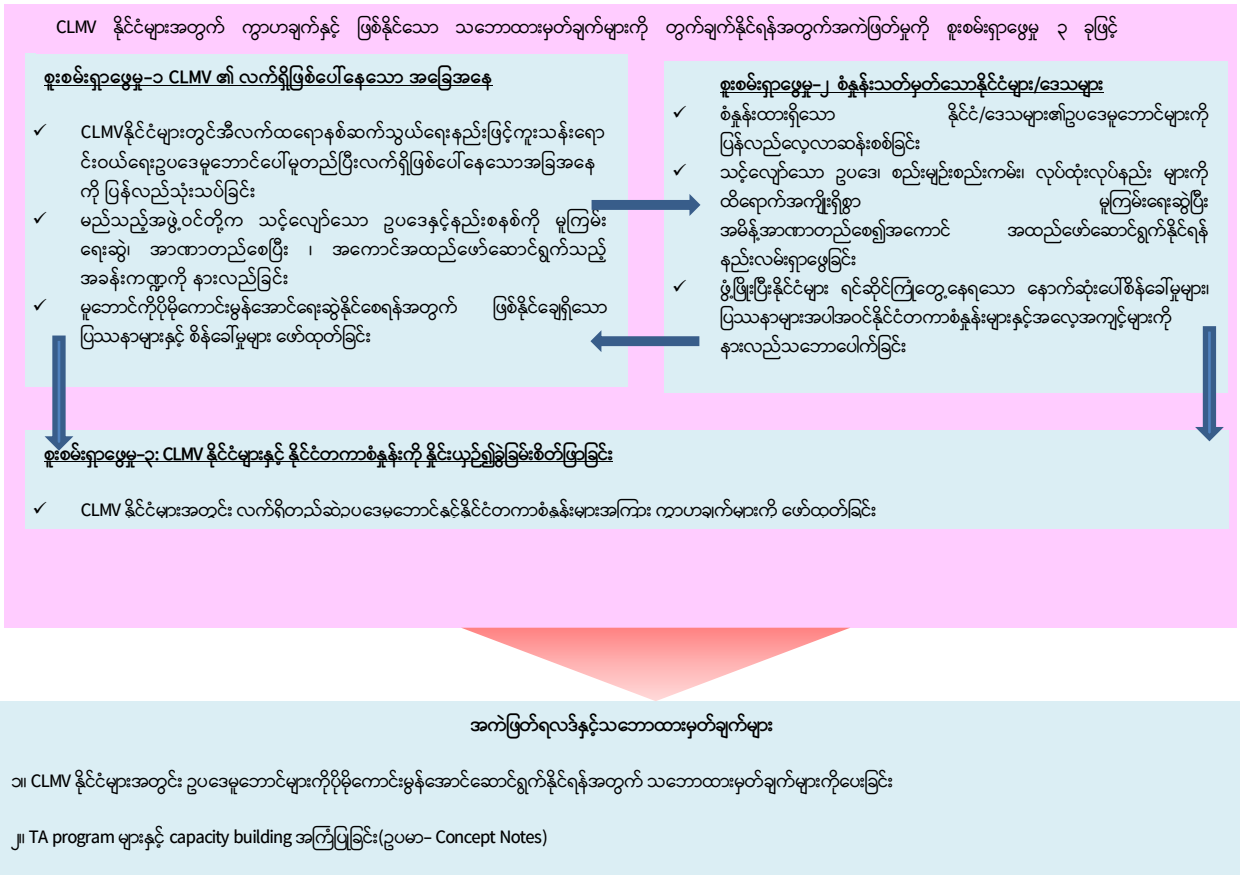 CLMV နိုင်ငံများအတွက် ကွာဟချက်နှင့် ဖြစ်နိုင်သော သဘောထားမှတ်ချက်များကို တွက်ချက်နိုင်ရန်အတွက်အကဲဖြတ်မှုကို စူးစမ်းရှာဖွေမှု ၃ ခုဖြင့်
စူးစမ်းရှာဖွေမှု-၁ CLMV ၏ လက်ရှိဖြစ်ပေါ်နေသော အခြေအနေ
✓ CLMVနိုင်ငံများတွင်အီလက်ထရောနစ်ဆက်သွယ်ရေးနည်းဖြင့်ကူးသန်းရော
င်းဝယ်ရေးဥပဒေမူဘောင်ပေါ်မူတည်ပြီးလက်ရှိဖြစ်ပေါ်နေသောအခြအနေ
ကို ပြန်လည်သုံးသပ်ခြင်း
✓ မည်သည့်အဖွဲ့ဝင်တို့က သင့်လျော်သော ဥပဒေနှင့်နည်းစနစ်ကို မူကြမ်း
ရေးဆွဲ၊ အာဏာတည်စေပြီး ၊ အကောင်အထည်ဖော်ဆောင်ရွက်သည့်
အခန်းကဏ္ဍကို နားလည်ခြင်း
✓ မူဘောင်ကိုပိုမိုကောင်းမွန်အောင်ရေးဆွဲနိုင်စေရန်အတွက် ဖြစ်နိုင်ချေရှိသော
ပြဿနာများနှင့် စိန်ခေါ်မှုများ ဖော်ထုတ်ခြင်း
စူးစမ်းရှာဖွေမှု-၂ စံနှုန်းသတ်မှတ်သောနိုင်ငံများ/ဒေသများ
✓ စံနှုန်းထားရှိသော နိုင်ငံ/ဒေသများ၏ဥပဒေမူဘောင်များကို
ပြန်လည်လေ့လာဆန်းစစ်ခြင်း
✓ သင့်လျော်သော ဥပဒေ၊ စည်းမျဉ်းစည်းကမ်း၊ လုပ်ထုံးလုပ်နည်း များကို
ထိရောက်အကျိုးရှိစွာ မူကြမ်းရေးဆွဲပြီး
အမိန့်အာဏာတည်စေ၍အကောင် အထည်ဖော်ဆောင်ရွက်နိုင်ရန်
နည်းလမ်းရှာဖွေခြင်း
✓ ဖွံ့ဖြိုးပြီးနိုင်ငံများ ရင်ဆိုင်ကြုံတွေ့နေရသော နောက်ဆုံးပေါ်စိန်ခေါ်မှုများ၊
ပြဿနာများအပါအဝင်နိုင်ငံတကာစံနှုန်းများနှင့်အလေ့အကျင့်များကို
နားလည်သဘောပေါက်ခြင်း
စူးစမ်းရှာဖွေမှု-၃: CLMV နိုင်ငံများနှင့် နိုင်ငံတကာစံနှုန်းကို နှိုင်းယှဉ်၍ခွဲခြမ်းစိတ်ဖြာခြင်း
✓ CLMV နိုင်ငံများအတွင်း လက်ရှိတည်ဆဲဥပဒေမူဘောင်နှင့်နိုင်ငံတကာစံနှုန်းများအကြား ကွာဟချက်များကို ဖော်ထုတ်ခြင်း
အကဲဖြတ်ရလဒ်နှင့်သဘောထားမှတ်ချက်များ
၁။ CLMV နိုင်ငံများအတွင်း ဥပဒေမူဘောင်များကိုပိုမိုကောင်းမွန်အောင်ဆောင်ရွက်နိုင်ရန်အတွက် သဘောထားမှတ်ချက်များကိုပေးခြင်း
၂။ TA program များနှင့် capacity building အကြံပြုခြင်း(ဥပမာ– Concept Notes)